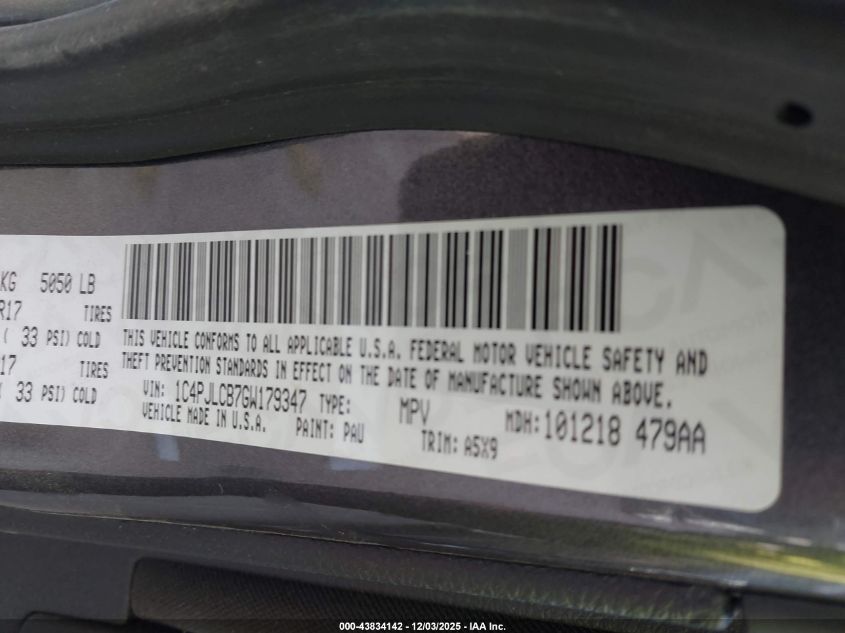 KG 5050 LB
R17 TIRES
( 33 PSI) COLD
17 TIRES
( 33 PSI) COLD
THIS VEHICLE CONFORMS TO ALL APPLICABLE U.S.A. FEDERAL MOTOR VEHICLE SAFETY AND
THEFT PREVENTION STANDARDS IN EFFECT ON THE DATE OF MANUFACTURE SHOWN ABOVE.
VIN: 1C4PJLCB7GW179347 TYPE: MPV MDH:101218 479AA
VEHICLE MADE IN U.S.A. PAINT: PAU TRIM: A5X9
000-43834142 - 12/03/2025 - IAA Inc.